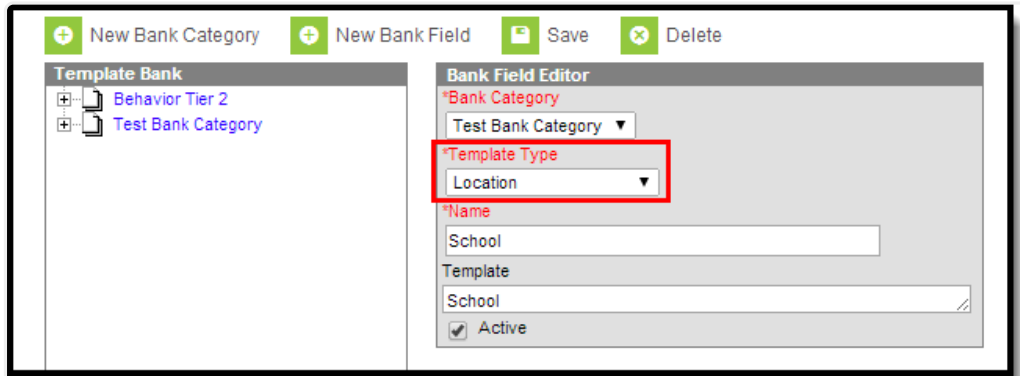 New Bank Category New Bank Field Save Delete
Template Bank
Behavior Tier 2
Test Bank Category
Bank Field Editor
*Bank Category
Test Bank Category
*Template Type
Location
*Name
School
Template
School
Active